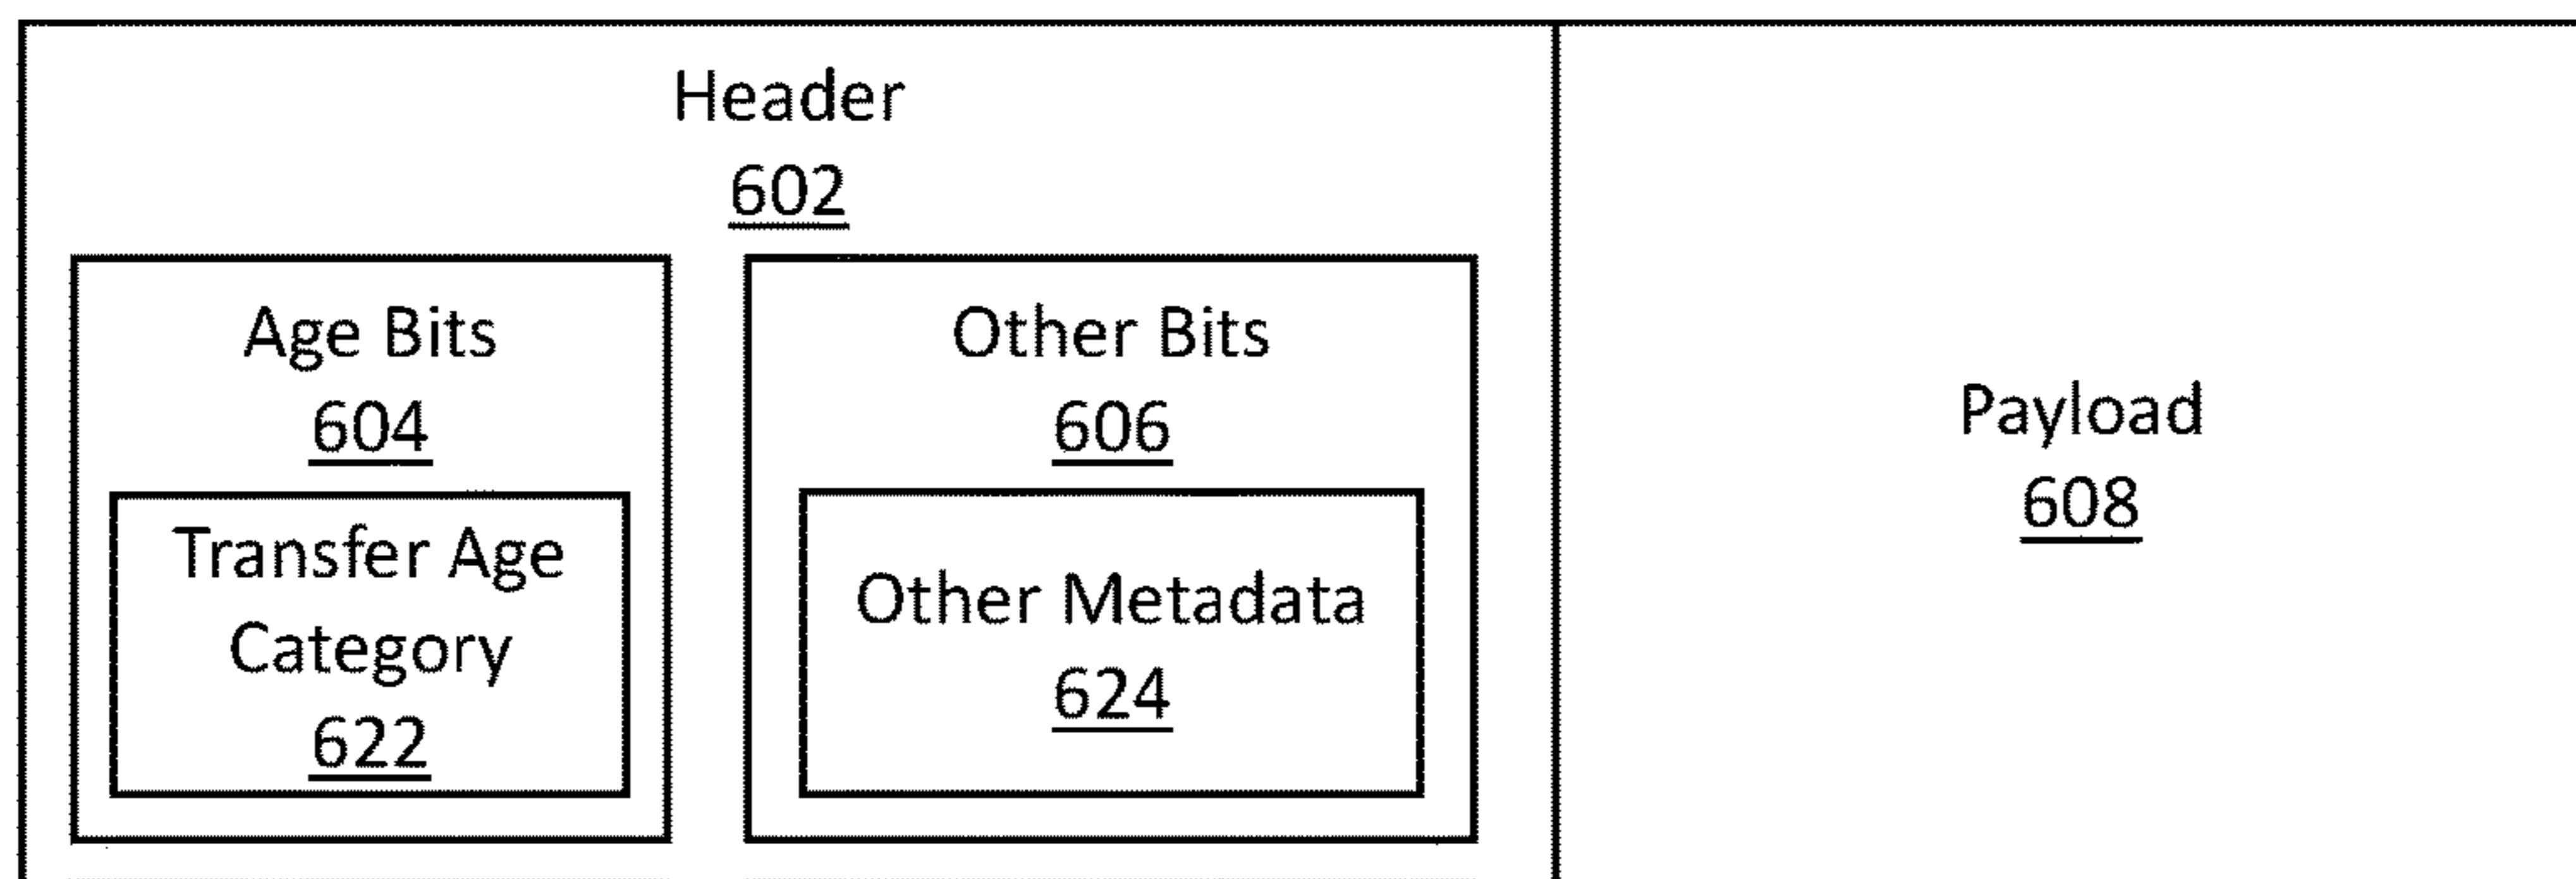 Header
602
Age Bits
604
Transfer Age
Category
622
Other Bits
606
Other Metadata
624
Payload
608